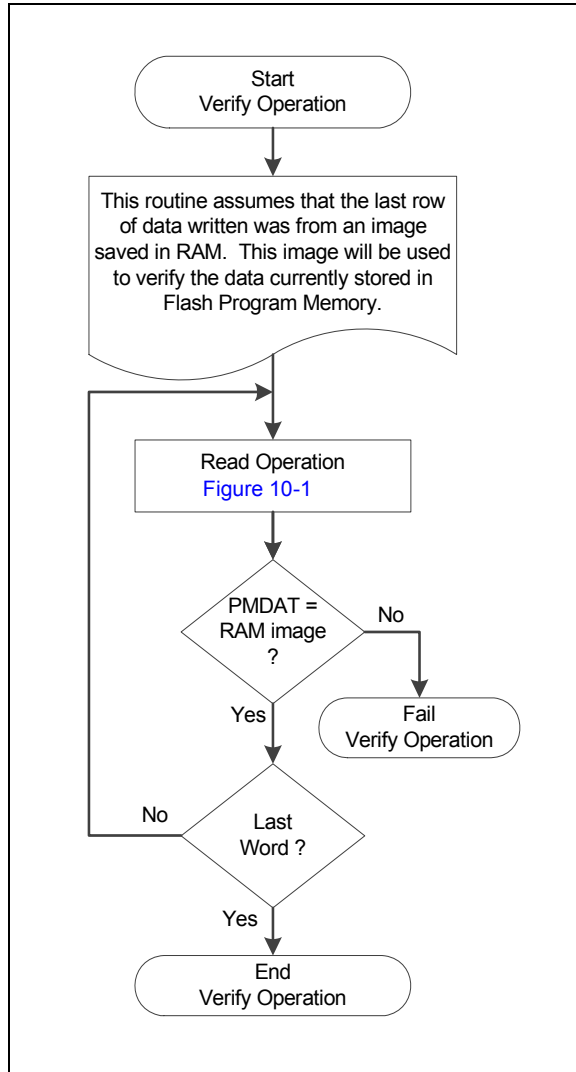 Start
Verify Operation
This routine assumes that the last row
of data written was from an image
saved in RAM. This image will be used
to verify the data currently stored in
Flash Program Memory.
Read Operation
Figure 10-1
PMDAT =
RAM image
?
No
Yes
Fail
Verify Operation
No
Last
Word ?
Yes
End
Verify Operation